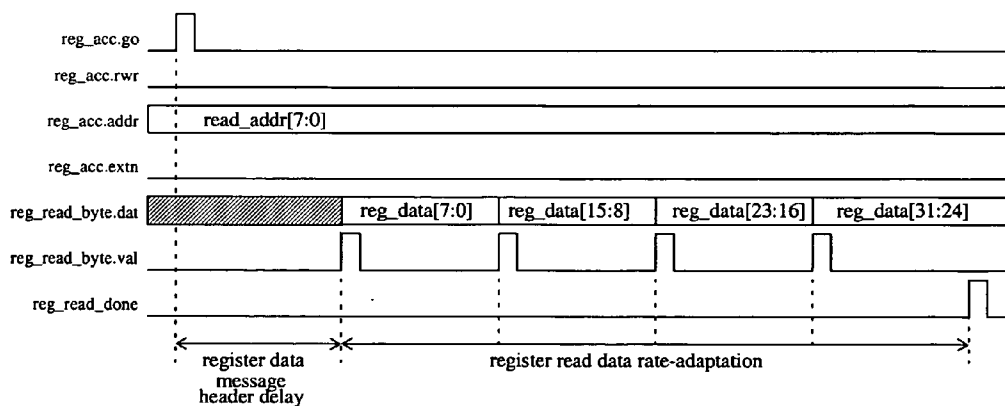 reg_acc.go
reg_acc.rwr
reg_acc.addr
read_addr[7:0]
reg_acc.extn
reg_read_byte.dat
reg_data[7:0]
reg_data[15:8]
reg_data[23:16]
reg_data[31:24]
reg_read_byte.val
reg_read_done
register data
message
header delay
register read data rate-adaptation